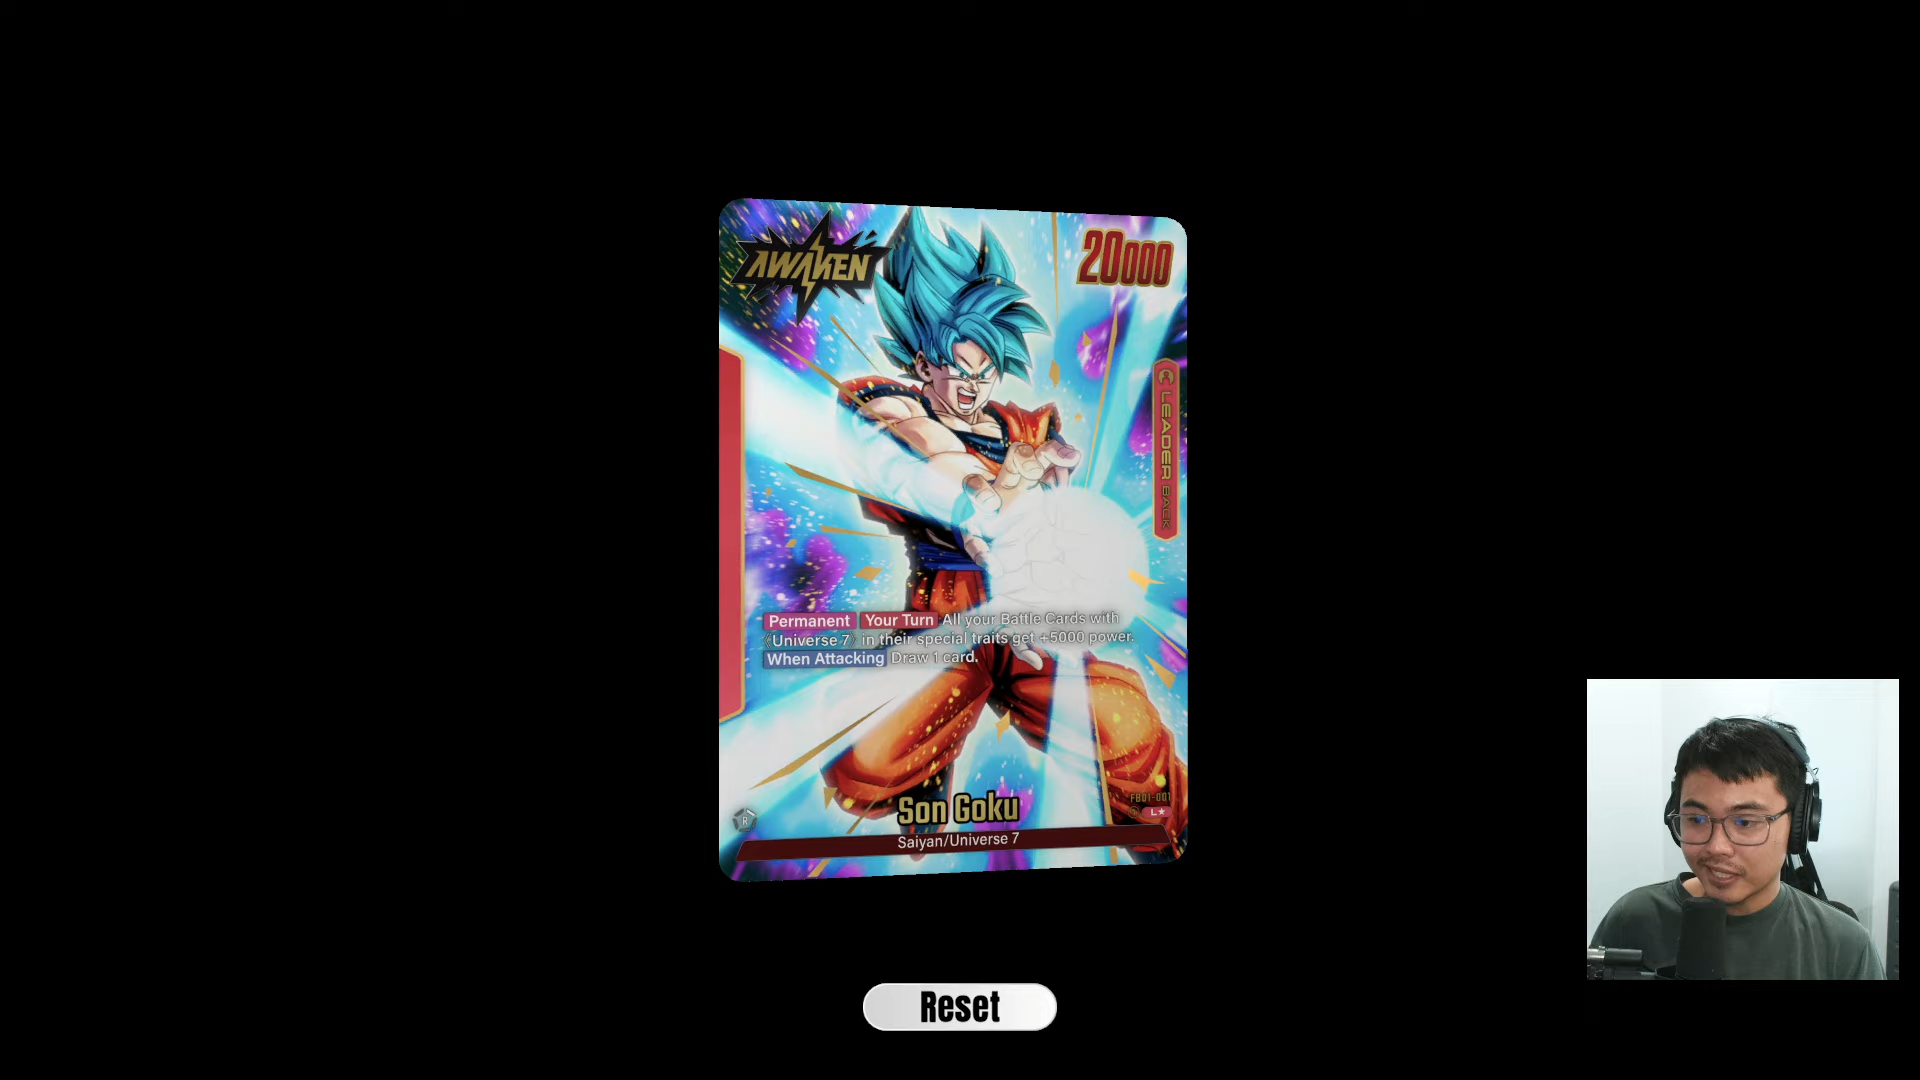 AWAKEN
20000
LEADER BACK
Permanent Your Turn All your Battle Cards with
《Universe 7》 in their special traits get +5000 power.
When Attacking Draw 1 card.
FB01-001
L★
Son Goku
R
Saiyan/Universe 7
Reset